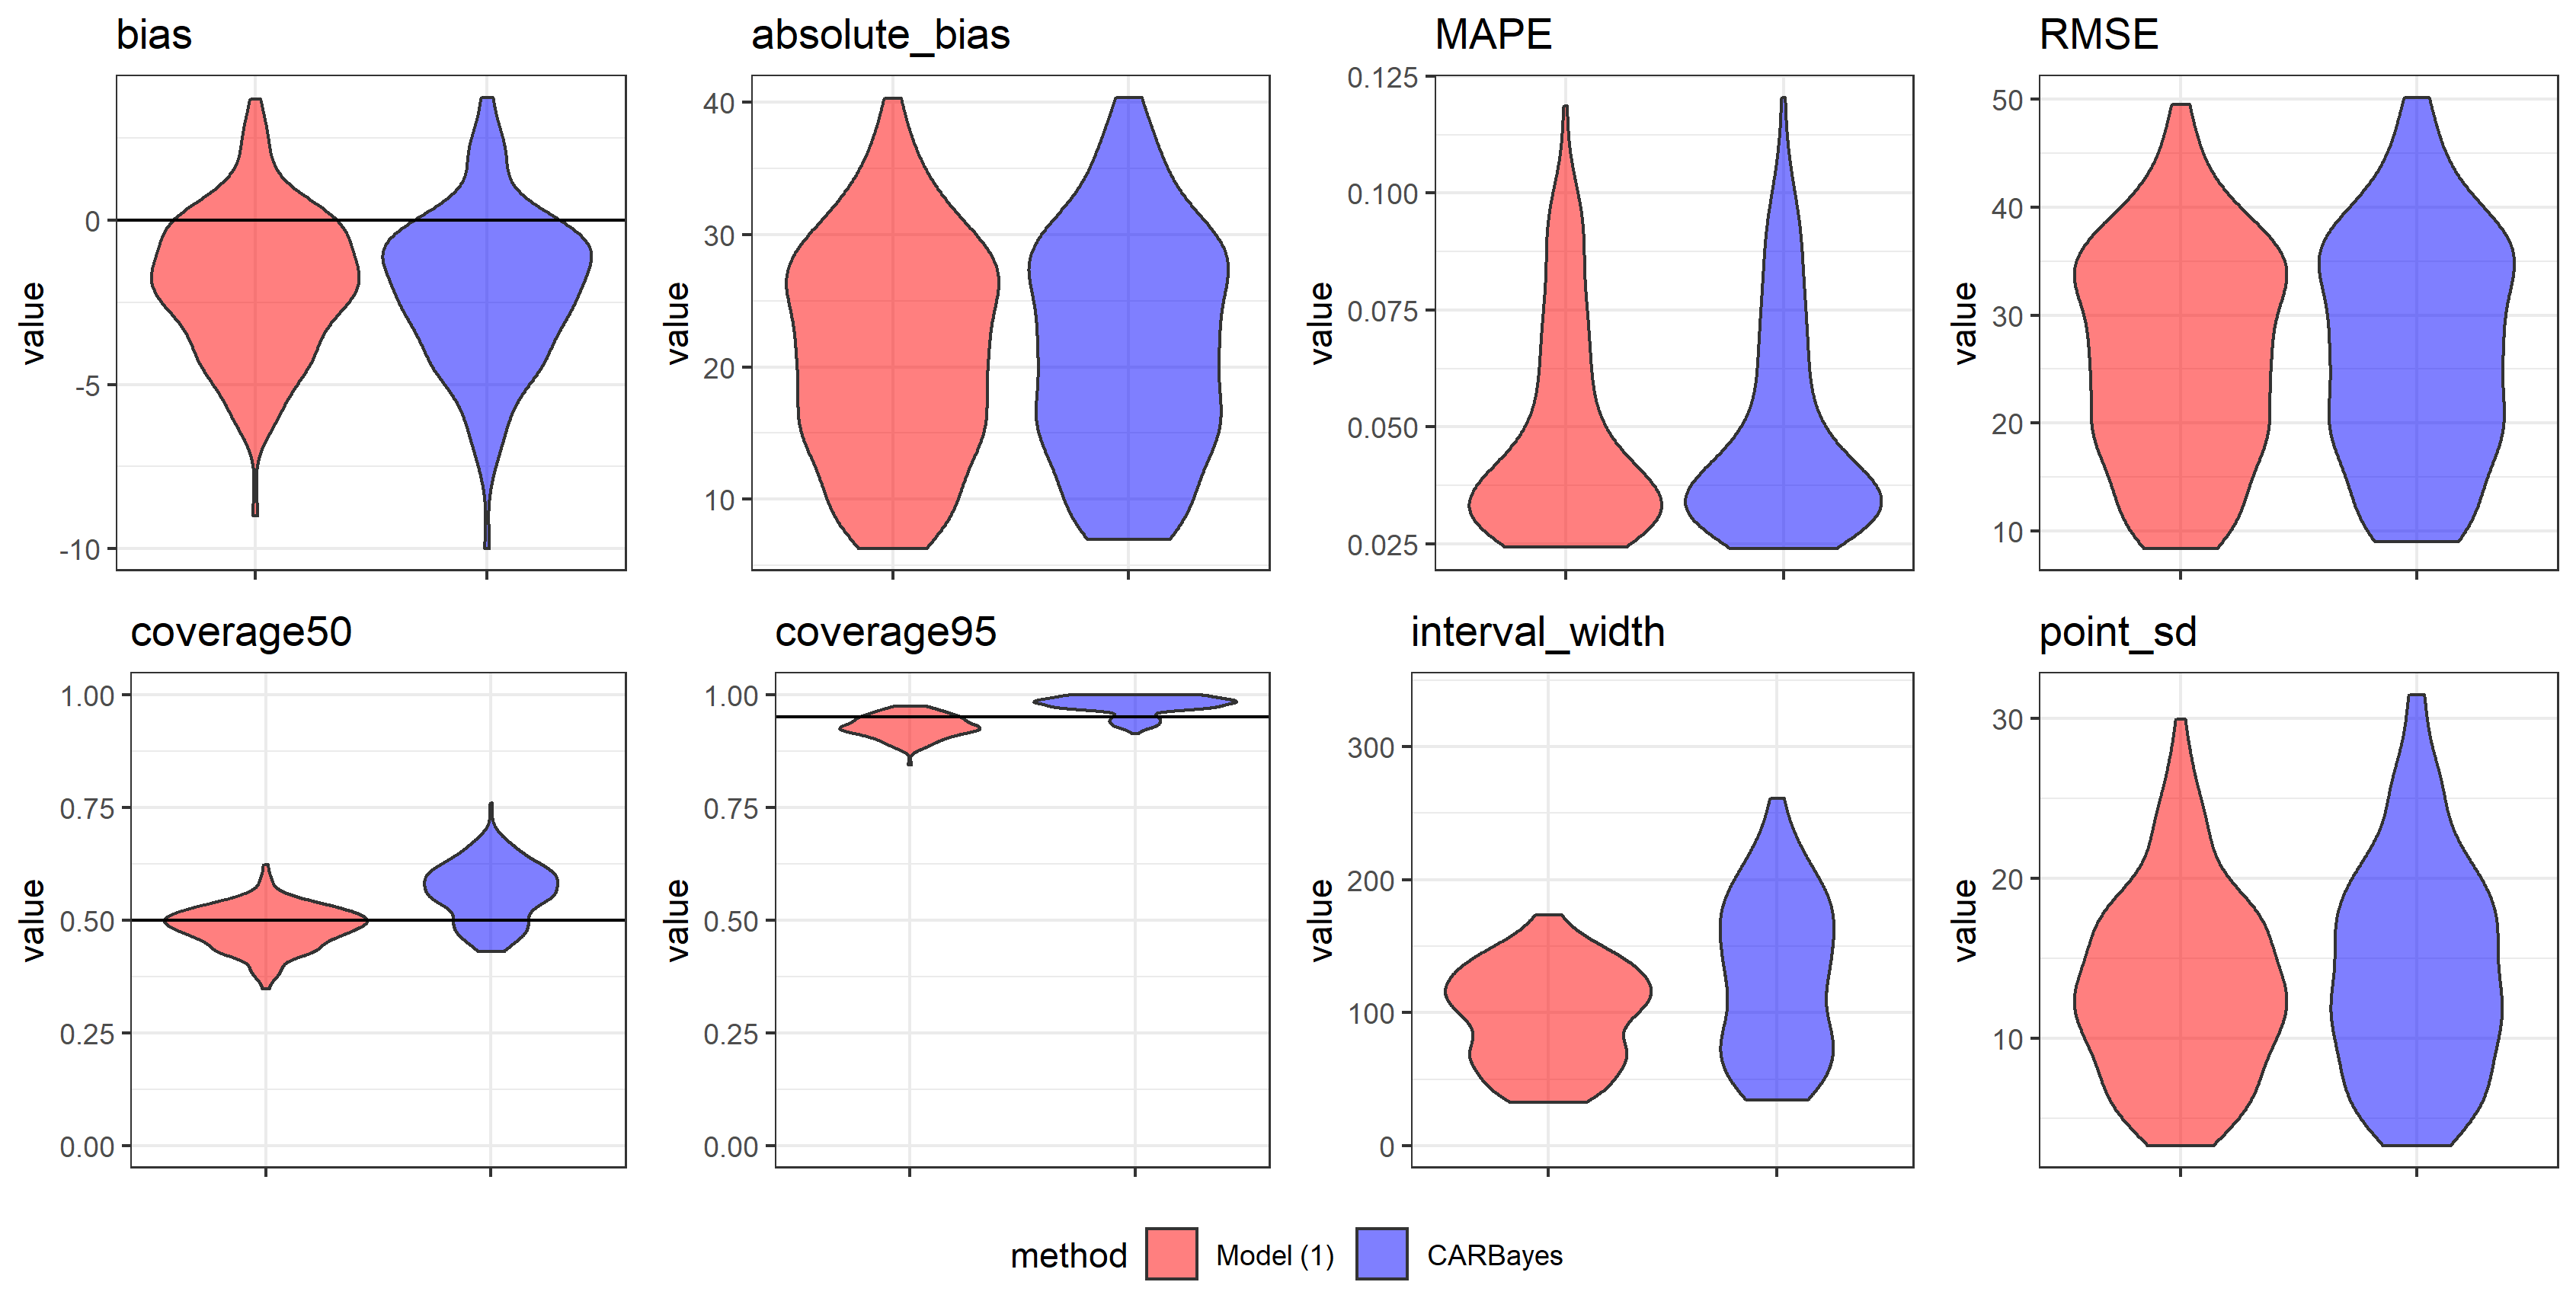 bias
absolute_bias
MAPE
RMSE
value
0
-5
-10
value
40
30
20
10
value
0.125
0.100
0.075
0.050
0.025
value
50
40
30
20
10
coverage50
coverage95
interval_width
point_sd
value
1.00
0.75
0.50
0.25
0.00
value
1.00
0.75
0.50
0.25
0.00
value
300
200
100
0
value
30
20
10
method Model (1) CARBayes